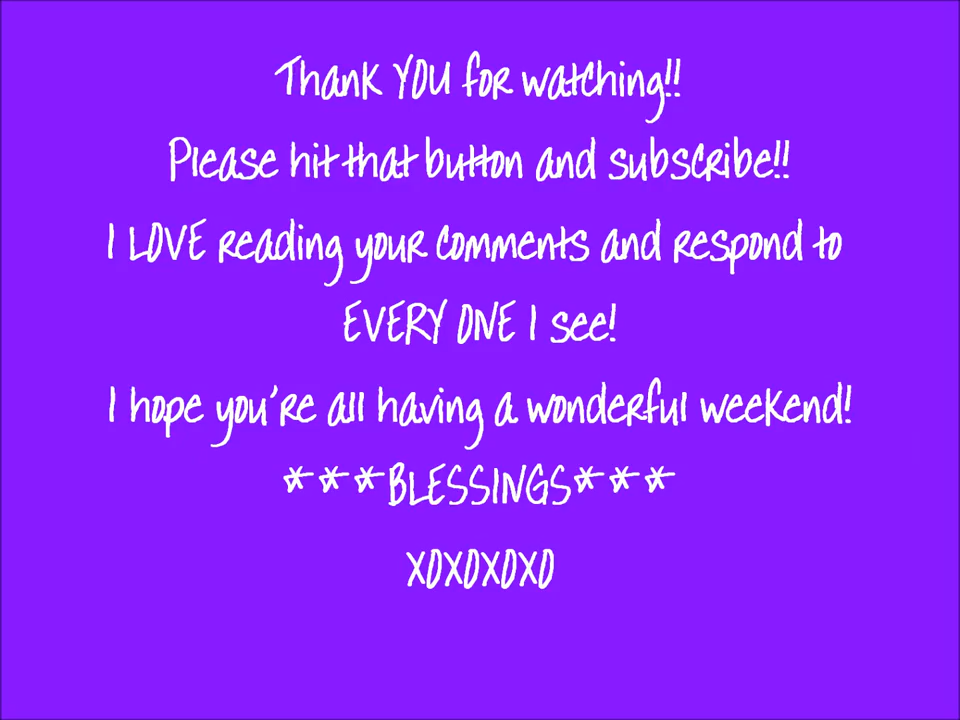 Thank YOU for watching!!
Please hit that button and subscribe!!
I LOVE reading your comments and respond to
EVERY ONE I see!
I hope you're all having a wonderful weekend!
***BLESSINGS***
XOXOXOXO